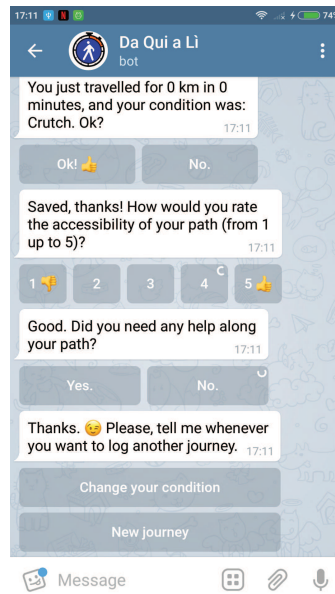 17:11 74%
Da Qui a Lì
bot
You just travelled for 0 km in 0
minutes, and your condition was:
Crutch. Ok?
17:11
Ok! 👍 No.
Saved, thanks! How would you rate
the accessibility of your path (from 1
up to 5)?
17:11
1 👎 2 3 4 5 👍
Good. Did you need any help along
your path?
17:11
Yes. No.
Thanks. 😉 Please, tell me whenever
you want to log another journey. 17:11
Change your condition
New journey
Message